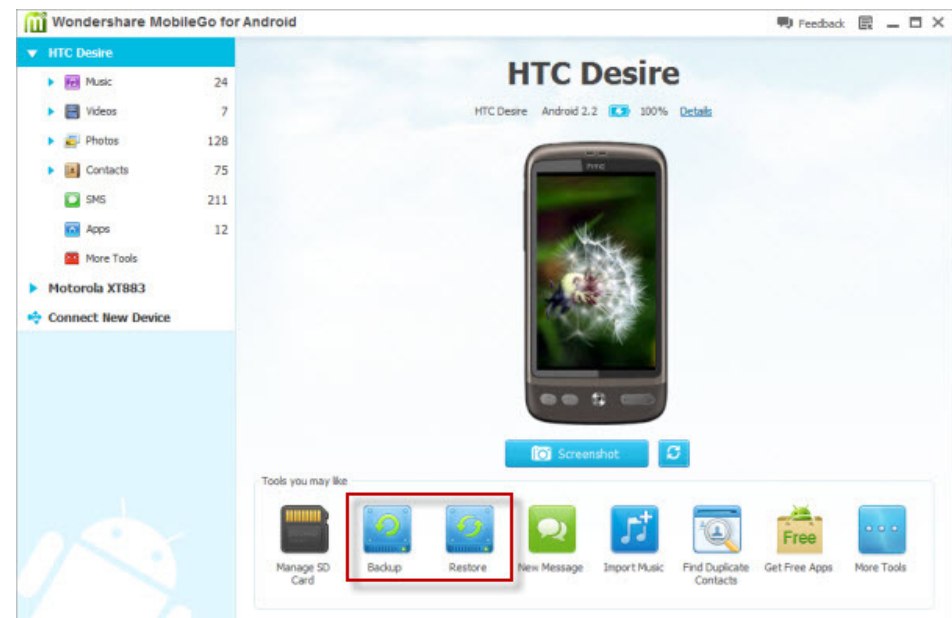 Wondershare MobileGo for Android
Feedback
HTC Desire
Music 24
Videos 7
Photos 128
Contacts 75
SMS 211
Apps 12
More Tools
Motorola XT883
Connect New Device
HTC Desire
HTC Desire Android 2.2 100% Details
hTC
Screenshot
Tools you may like
Manage SD Card
Backup
Restore
New Message
Import Music
Find Duplicate Contacts
Free
Get Free Apps
More Tools